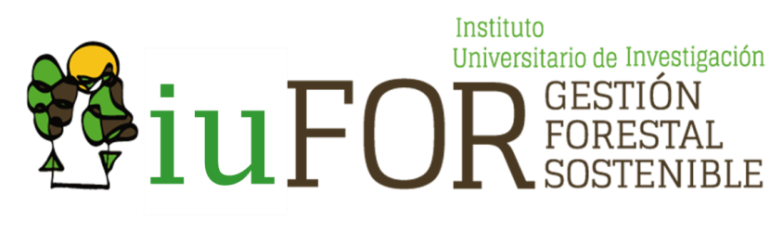 Instituto
Universitario de Investigación
iuFOR
GESTIÓN
FORESTAL
SOSTENIBLE